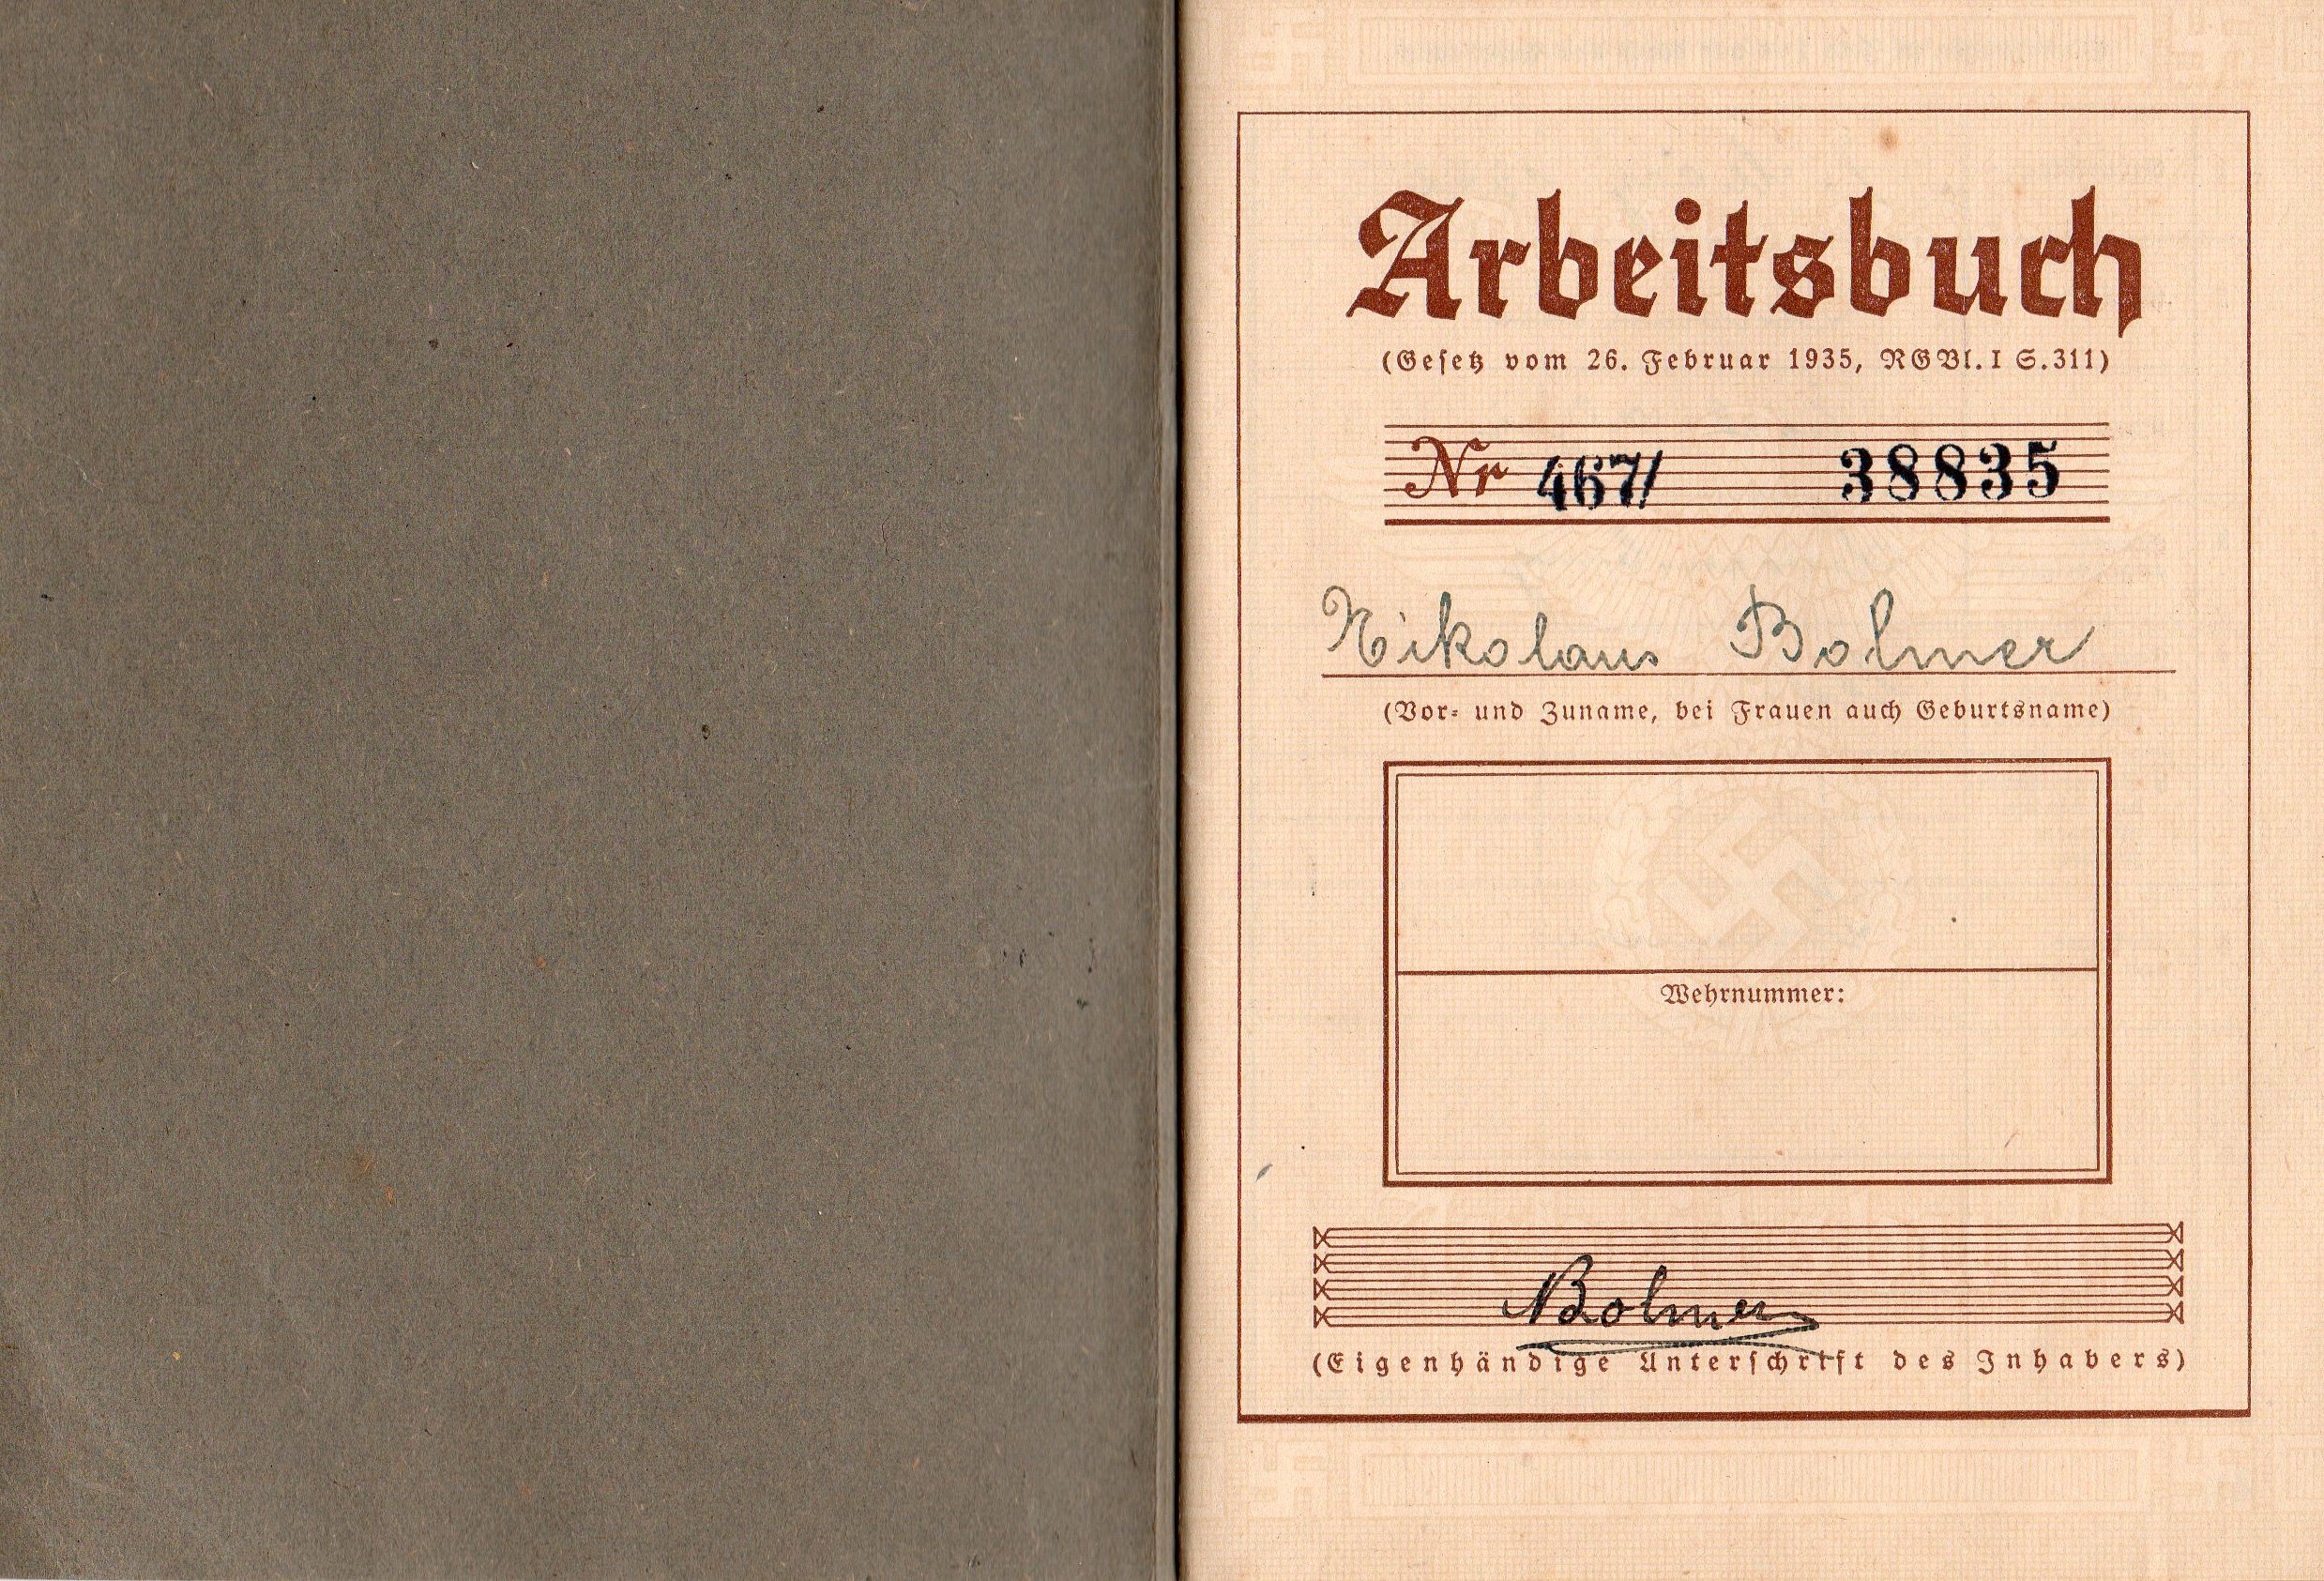 Arbeitsbuch
(Gesetz vom 26. Februar 1935, RGBl. I S. 311)
Nr 467/ 38835
Nikolaus Bolmer
(Vor- und Zuname, bei Frauen auch Geburtsname)
Wehrnummer:
NBolmer
(Eigenhändige Unterschrift des Inhabers)